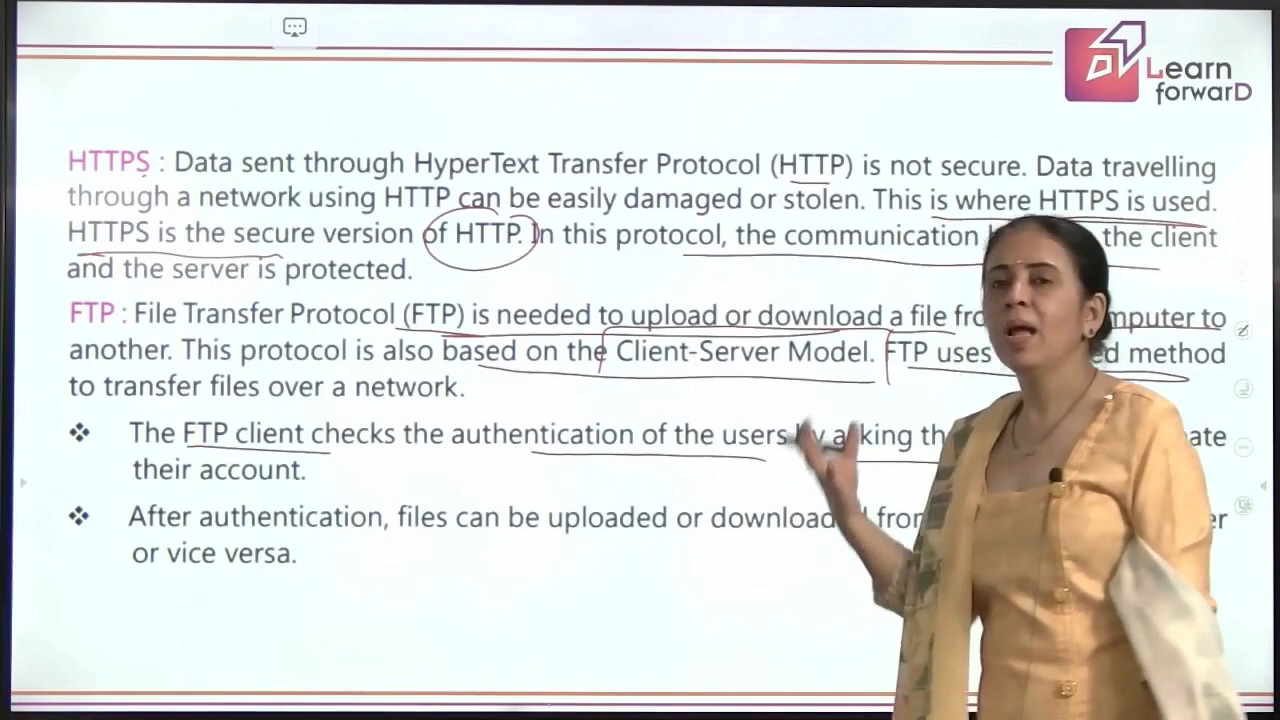 Learn
forwarD
HTTPS : Data sent through HyperText Transfer Protocol (HTTP) is not secure. Data travelling
through a network using HTTP can be easily damaged or stolen. This is where HTTPS is used.
HTTPS is the secure version of HTTP. In this protocol, the communication the client
and the server is protected.
FTP : File Transfer Protocol (FTP) is needed to upload or download a file to
another. This protocol is also based on the Client-Server Model. FTP uses method
to transfer files over a network.
❖ The FTP client checks the authentication of the users by asking
their account.
❖ After authentication, files can be uploaded or
or vice versa.